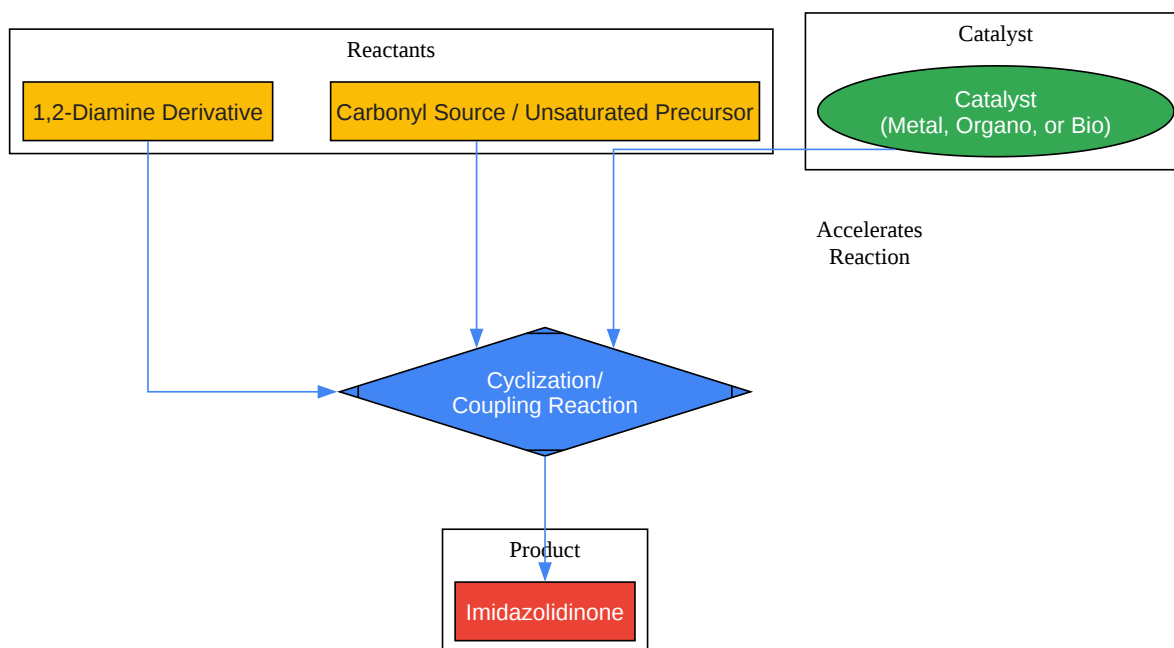 Reactants
Catalyst
1,2-Diamine Derivative
Carbonyl Source / Unsaturated Precursor
Catalyst
(Metal, Organo, or Bio)
Accelerates
Reaction
Cyclization/
Coupling Reaction
Product
Imidazolidinone